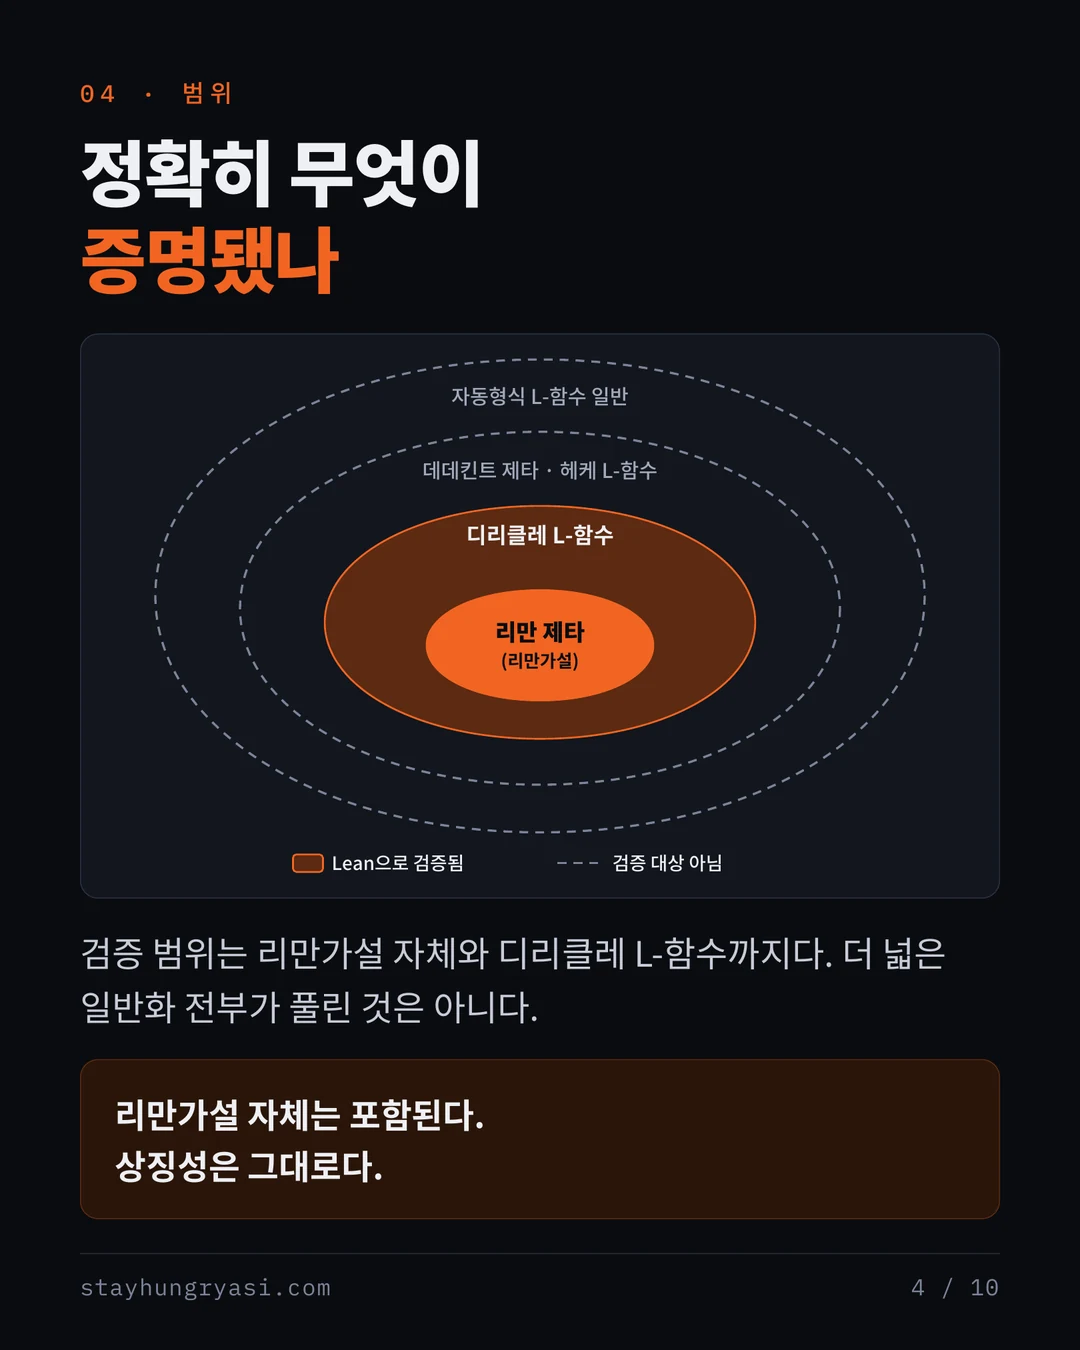 04 · 범위
정확히 무엇이
증명됐나
자동형식 L-함수 일반
데데킨트 제타 · 헤케 L-함수
디리클레 L-함수
리만 제타
(리만가설)
Lean으로 검증됨
검증 대상 아님
검증 범위는 리만가설 자체와 디리클레 L-함수까지다. 더 넓은
일반화 전부가 풀린 것은 아니다.
리만가설 자체는 포함된다.
상징성은 그대로다.
stayhungryasi.com
4 / 10